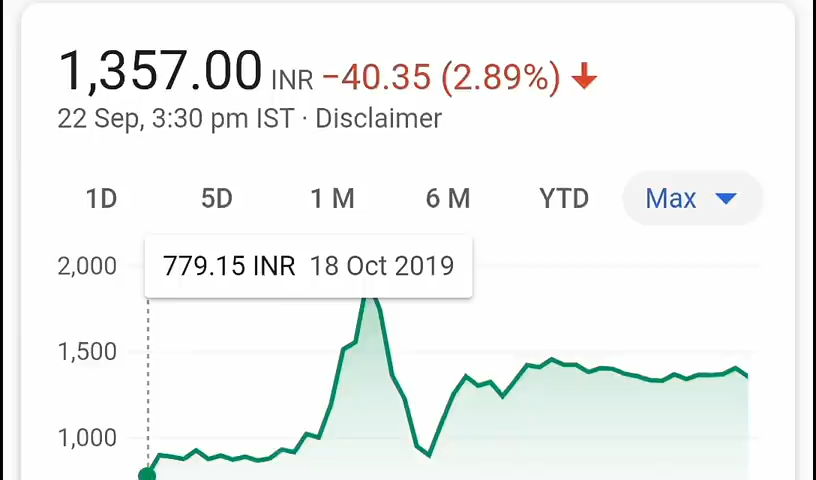 1,357.00 INR −40.35 (2.89%)
22 Sep, 3:30 pm IST · Disclaimer
1D 5D 1 M 6 M YTD Max
779.15 INR 18 Oct 2019
2,000
1,500
1,000